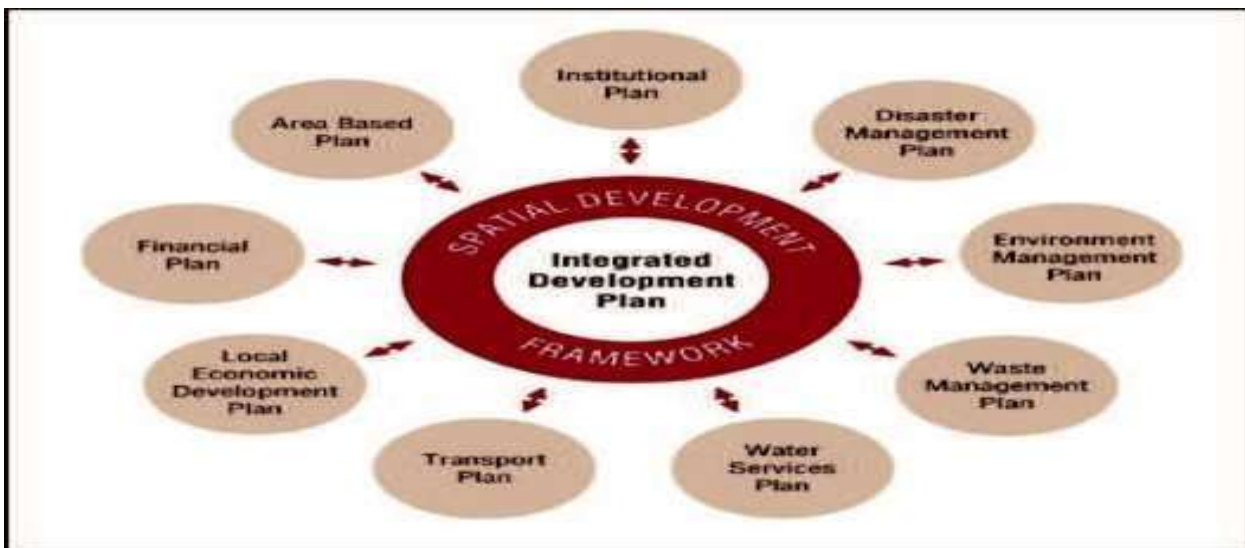 Institutional
Plan
Disaster
Management
Plan
Environment
Management
Plan
Waste
Management
Plan
Water
Services
Plan
Transport
Plan
Local
Economic
Development
Plan
Financial
Plan
Area Based
Plan
SPATIAL DEVELOPMENT
FRAMEWORK
Integrated
Development
Plan